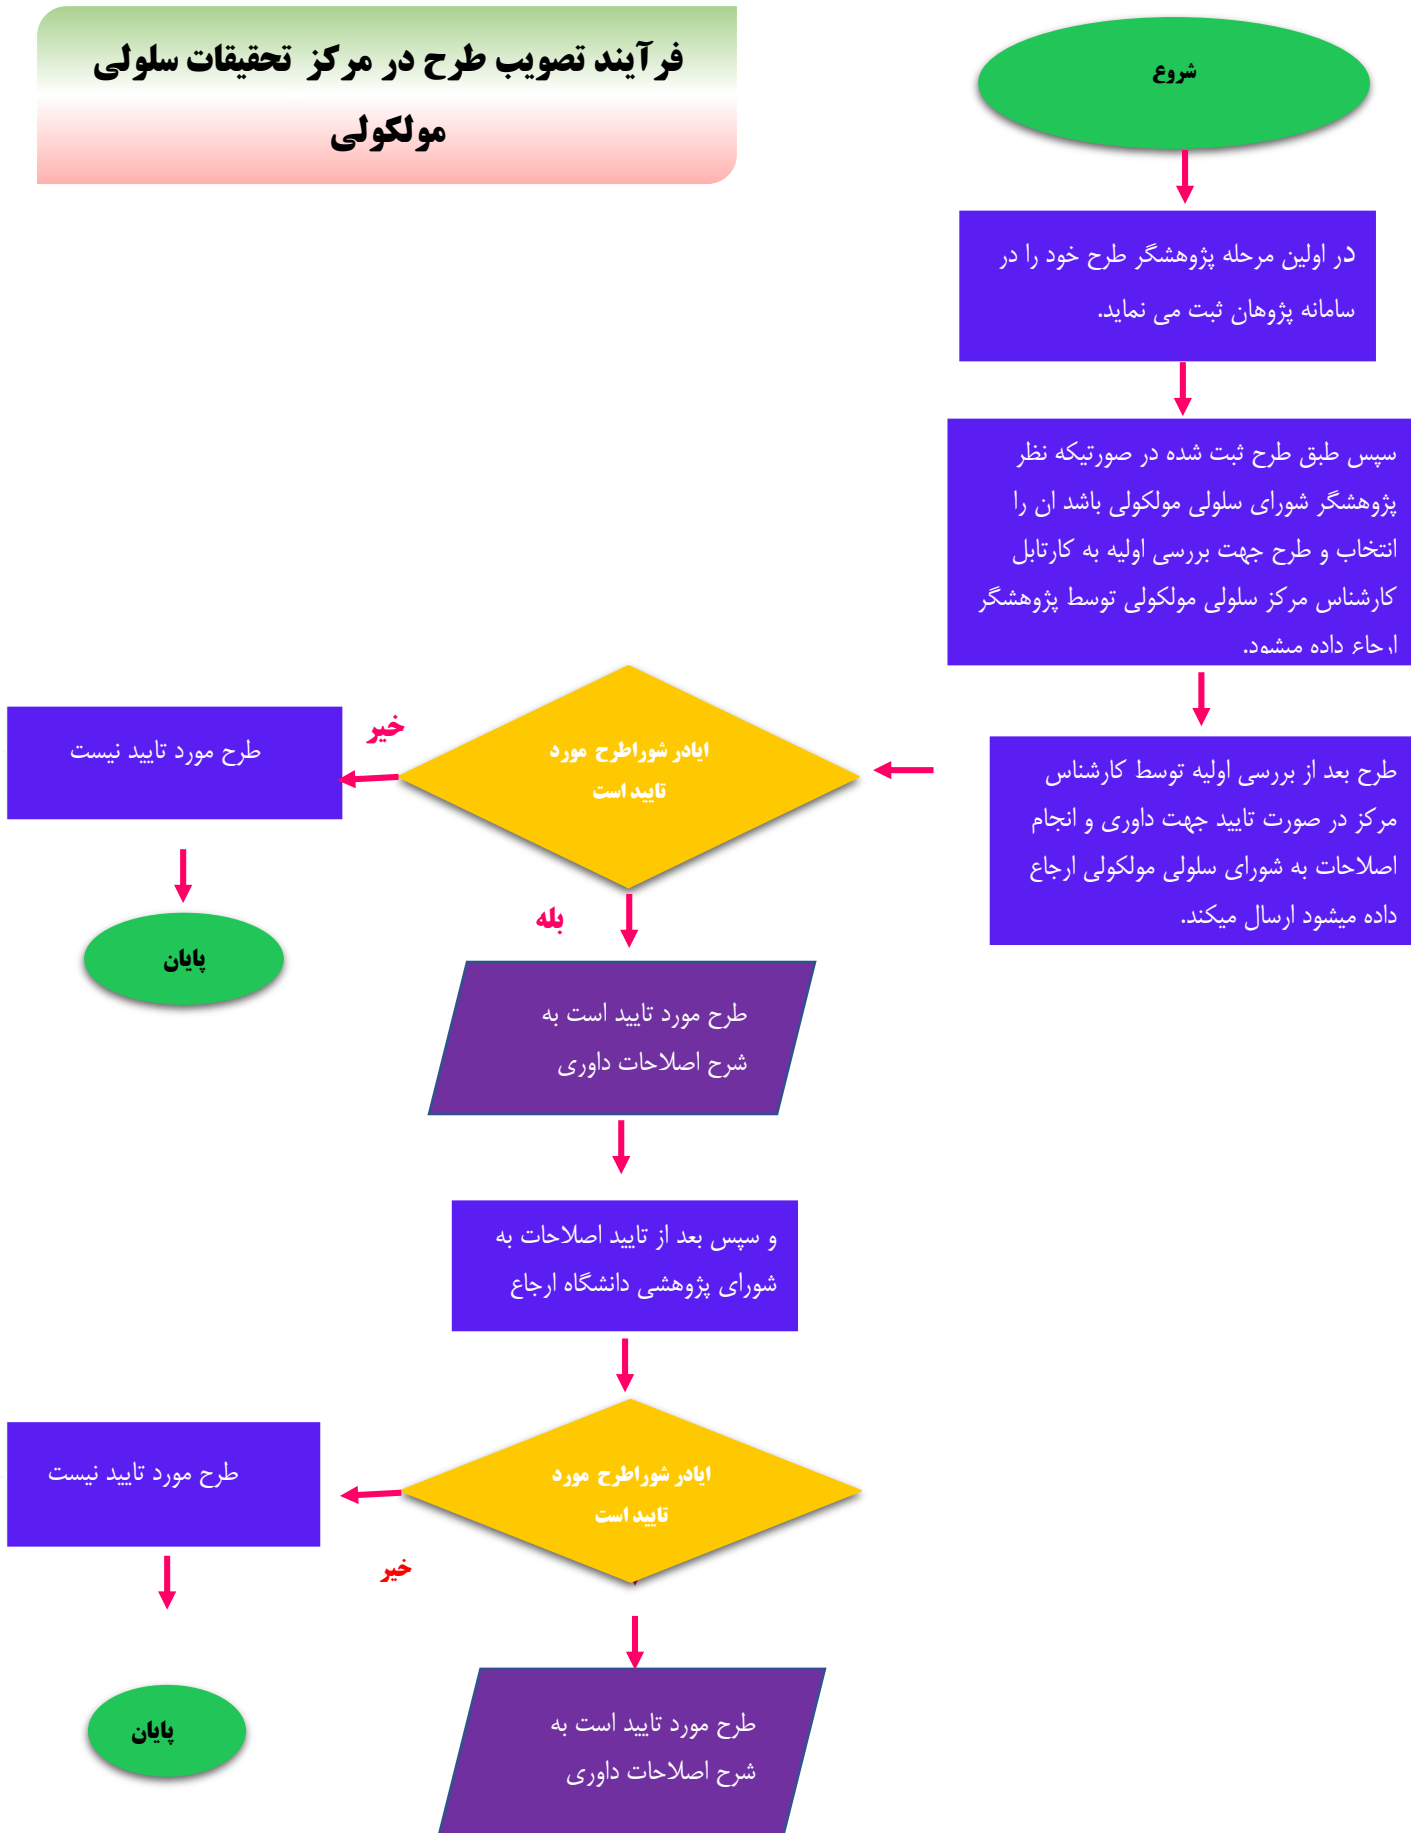 فرآیند تصویب طرح در مرکز تحقیقات سلولی
مولکولی
شروع
در اولین مرحله پژوهشگر طرح خود را در
سامانه پژوهان ثبت می نماید.
سپس طبق طرح ثبت شده در صورتیکه نظر
پژوهشگر شورای سلولی مولکولی باشد ان را
انتخاب و طرح جهت بررسی اولیه به کارتابل
کارشناس مرکز سلولی مولکولی توسط پژوهشگر
ارجاع داده میشود.
طرح بعد از بررسی اولیه توسط کارشناس
مرکز در صورت تایید جهت داوری و انجام
اصلاحات به شورای سلولی مولکولی ارجاع
داده میشود ارسال میکند.
ایادر شوراطرح مورد
تایید است
خیر
طرح مورد تایید نیست
پایان
بله
طرح مورد تایید است به
شرح اصلاحات داوری
و سپس بعد از تایید اصلاحات به
شورای پژوهشی دانشگاه ارجاع
ایادر شوراطرح مورد
تایید است
خیر
طرح مورد تایید نیست
پایان
طرح مورد تایید است به
شرح اصلاحات داوری